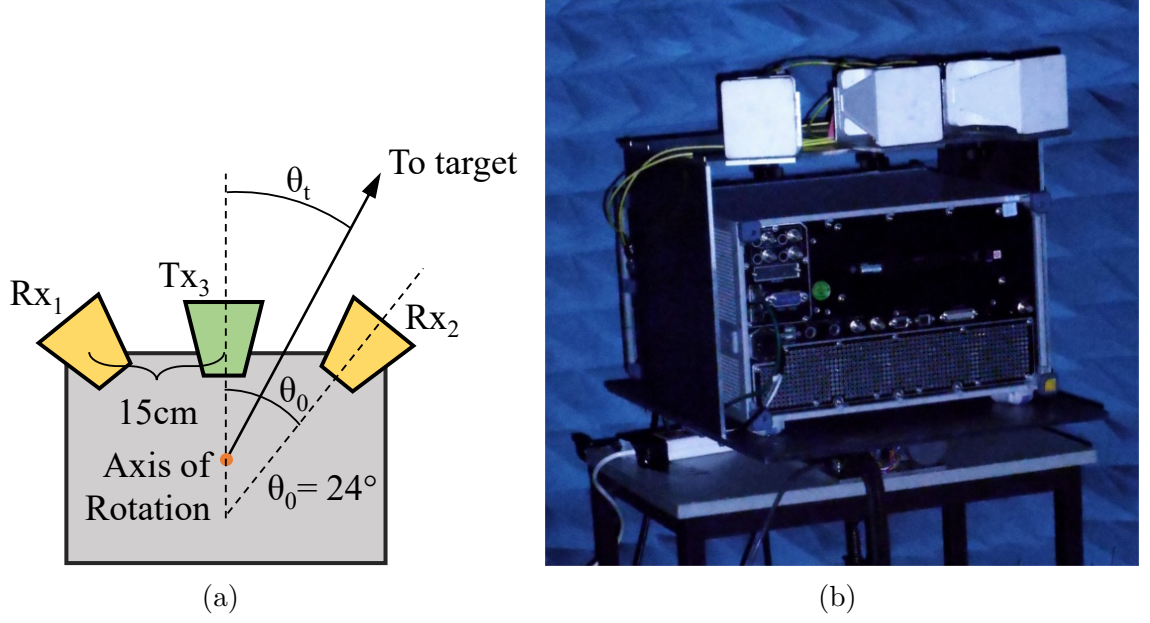 To target
θt
Tx3
Rx1
Rx2
θ0
15cm
Axis of
Rotation
θ0= 24°
(a)
(b)